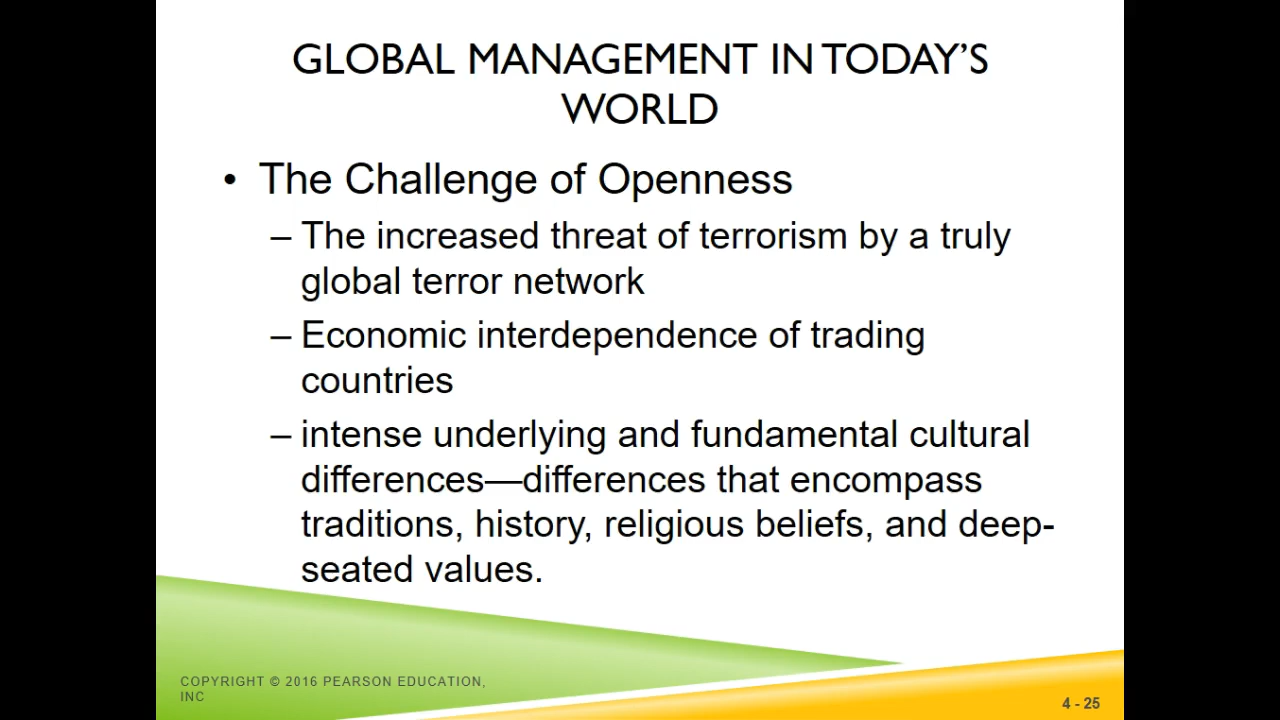 GLOBAL MANAGEMENT IN TODAY’S
WORLD
• The Challenge of Openness
– The increased threat of terrorism by a truly
global terror network
– Economic interdependence of trading
countries
– intense underlying and fundamental cultural
differences—differences that encompass
traditions, history, religious beliefs, and deep-
seated values.
COPYRIGHT © 2016 PEARSON EDUCATION,
INC
4 - 25